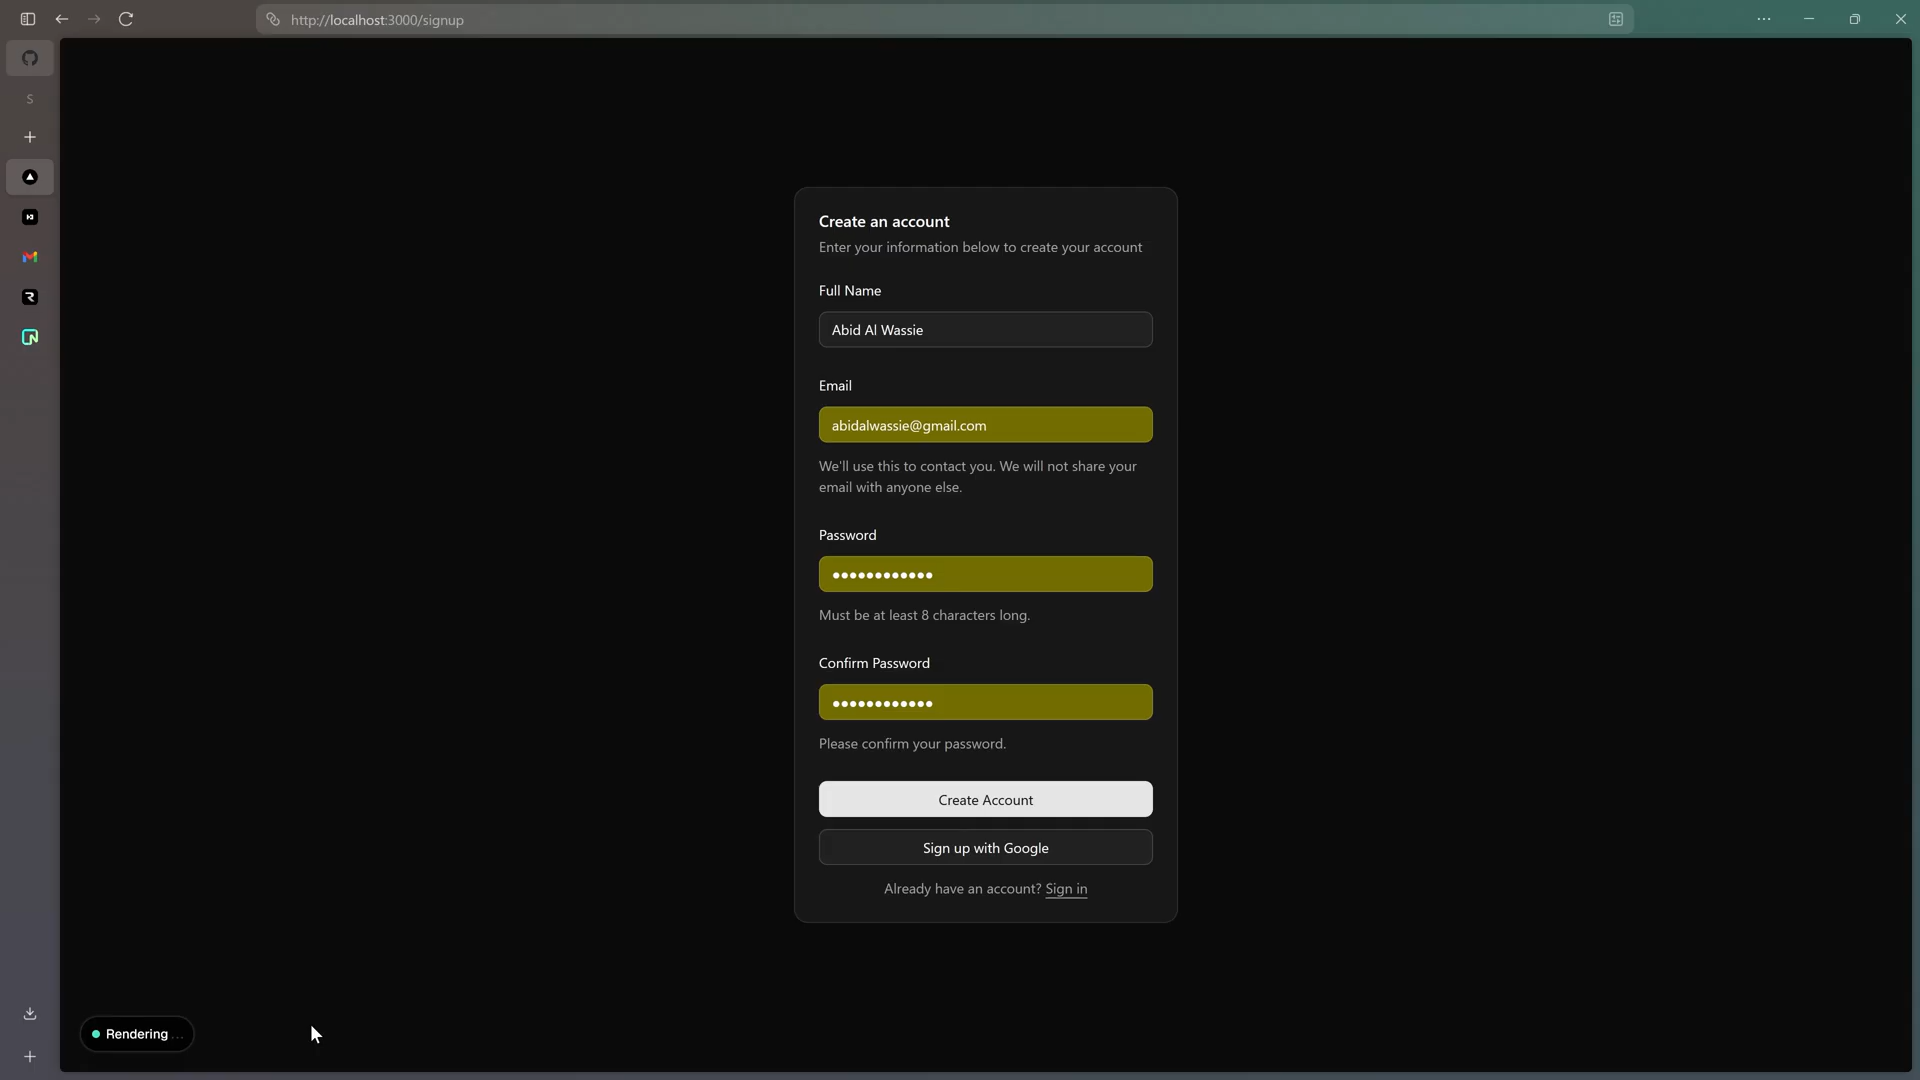 http://localhost:3000/signup
S
Create an account
Enter your information below to create your account
Full Name
Abid Al Wassie
Email
abidalwassie@gmail.com
We'll use this to contact you. We will not share your
email with anyone else.
Password
●●●●●●●●●●●●
Must be at least 8 characters long.
Confirm Password
●●●●●●●●●●●●
Please confirm your password.
Create Account
Sign up with Google
Already have an account? Sign in
Rendering...